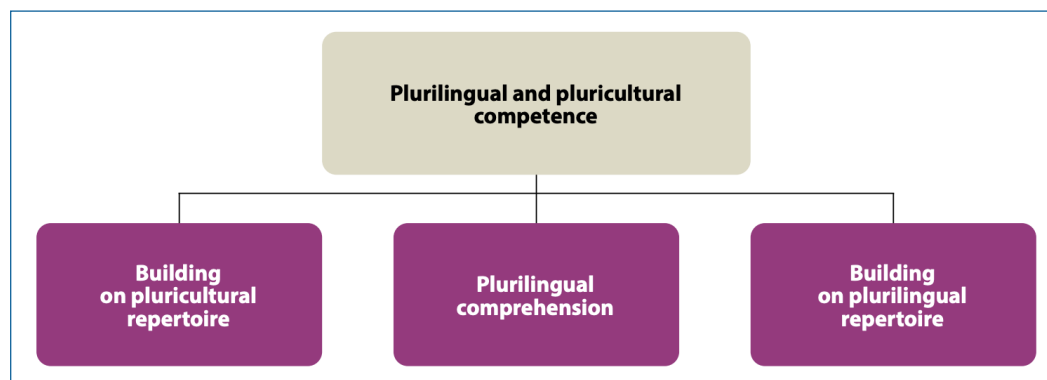 Plurilingual and pluricultural
competence
Building
on pluricultural
repertoire
Plurilingual
comprehension
Building
on plurilingual
repertoire